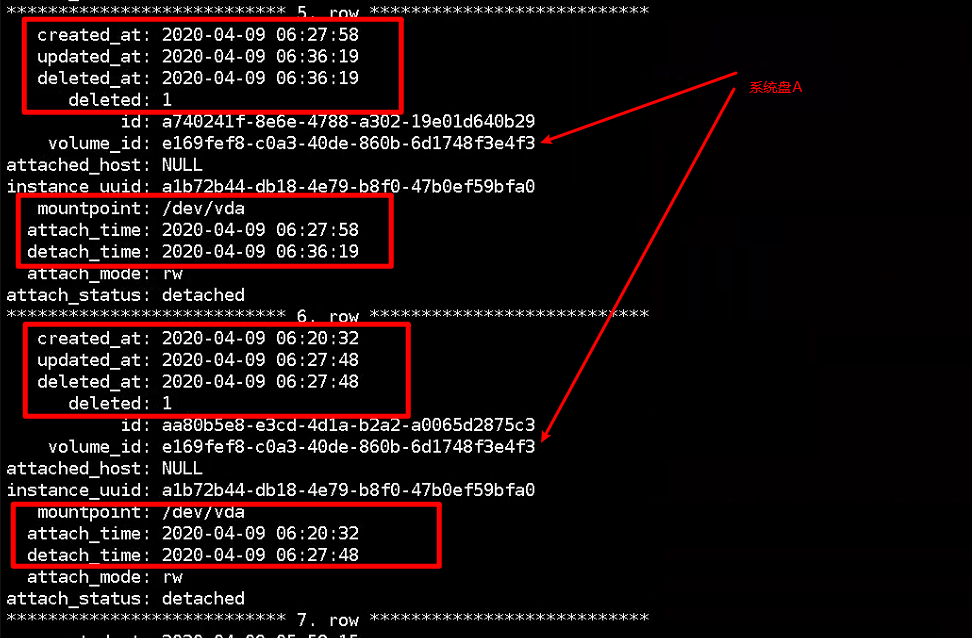 *************************** 5. row ***************************
created_at: 2020-04-09 06:27:58
updated_at: 2020-04-09 06:36:19
deleted_at: 2020-04-09 06:36:19
deleted: 1
id: a740241f-8e6e-4788-a302-19e01d640b29
volume_id: e169fef8-c0a3-40de-860b-6d1748f3e4f3
attached_host: NULL
instance_uuid: a1b72b44-db18-4e79-b8f0-47b0ef59bfa0
mountpoint: /dev/vda
attach_time: 2020-04-09 06:27:58
detach_time: 2020-04-09 06:36:19
attach_mode: rw
attach_status: detached
*************************** 6. row ***************************
created_at: 2020-04-09 06:20:32
updated_at: 2020-04-09 06:27:48
deleted_at: 2020-04-09 06:27:48
deleted: 1
id: aa80b5e8-e3cd-4d1a-b2a2-a0065d2875c3
volume_id: e169fef8-c0a3-40de-860b-6d1748f3e4f3
attached_host: NULL
instance_uuid: a1b72b44-db18-4e79-b8f0-47b0ef59bfa0
mountpoint: /dev/vda
attach_time: 2020-04-09 06:20:32
detach_time: 2020-04-09 06:27:48
attach_mode: rw
attach_status: detached
*************************** 7. row ***************************
系统盘A